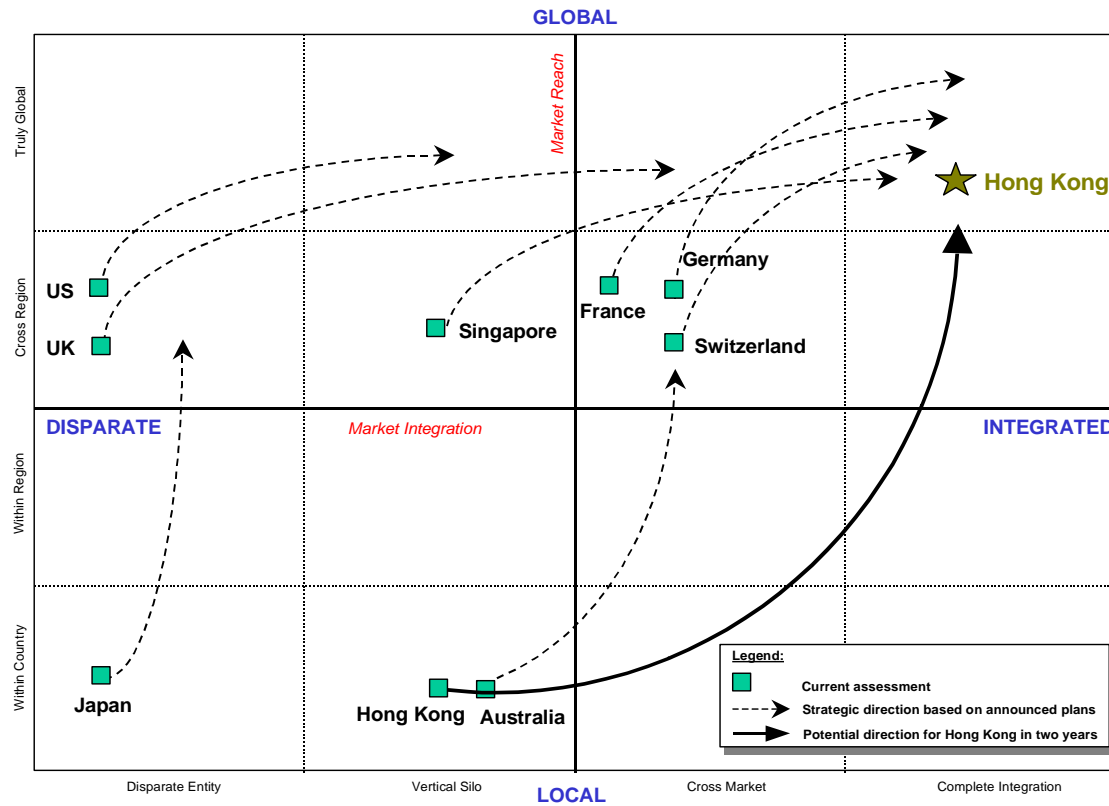 GLOBAL
Truly Global
Market Reach
Hong Kong
Cross Region
US
UK
Singapore
France
Germany
Switzerland
DISPARATE
Market Integration
INTEGRATED
Within Region
Within Country
Japan
Hong Kong
Australia
Legend:
Current assessment
Strategic direction based on announced plans
Potential direction for Hong Kong in two years
Disparate Entity
Vertical Silo
Cross Market
Complete Integration
LOCAL